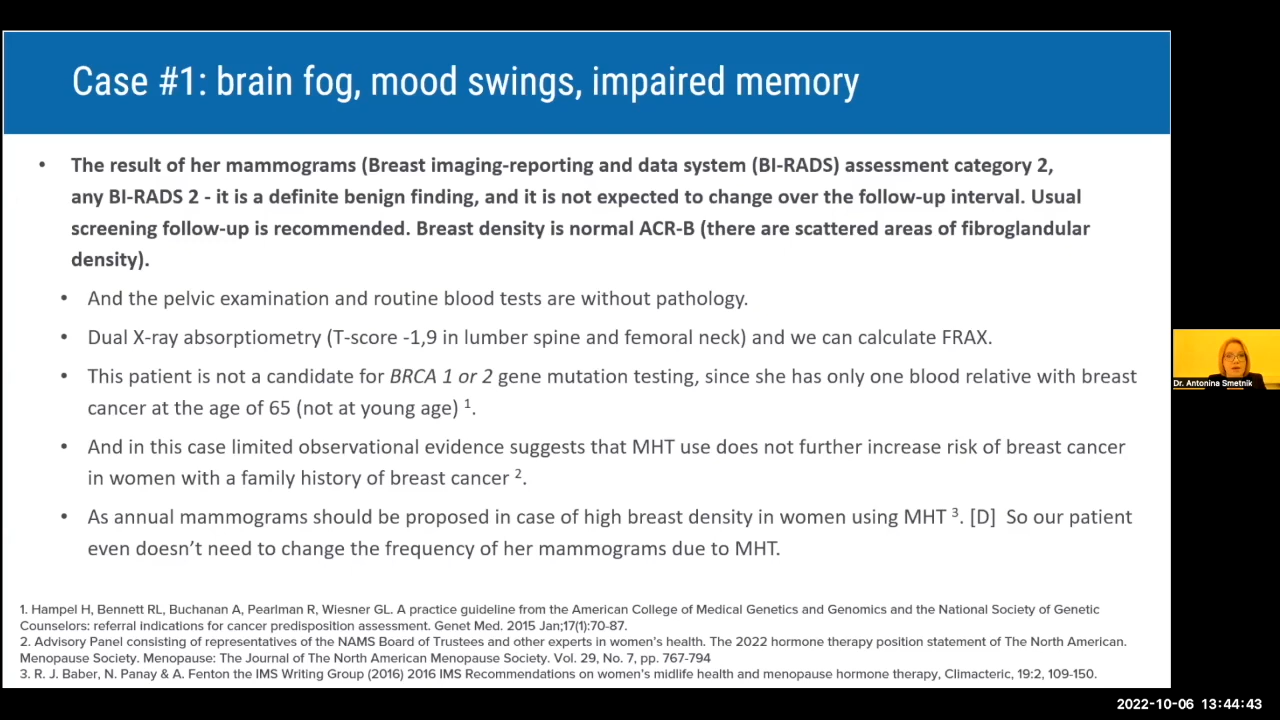 Case #1: brain fog, mood swings, impaired memory
• The result of her mammograms (Breast imaging-reporting and data system (BI-RADS) assessment category 2,
any BI-RADS 2 - it is a definite benign finding, and it is not expected to change over the follow-up interval. Usual
screening follow-up is recommended. Breast density is normal ACR-B (there are scattered areas of fibroglandular
density).
• And the pelvic examination and routine blood tests are without pathology.
• Dual X-ray absorptiometry (T-score -1,9 in lumber spine and femoral neck) and we can calculate FRAX.
• This patient is not a candidate for BRCA 1 or 2 gene mutation testing, since she has only one blood relative with breast
cancer at the age of 65 (not at young age) 1.
• And in this case limited observational evidence suggests that MHT use does not further increase risk of breast cancer
in women with a family history of breast cancer 2.
• As annual mammograms should be proposed in case of high breast density in women using MHT 3. [D] So our patient
even doesn't need to change the frequency of her mammograms due to MHT.
1. Hampel H, Bennett RL, Buchanan A, Pearlman R, Wiesner GL. A practice guideline from the American College of Medical Genetics and Genomics and the National Society of Genetic
Counselors: referral indications for cancer predisposition assessment. Genet Med. 2015 Jan;17(1):70-87.
2. Advisory Panel consisting of representatives of the NAMS Board of Trustees and other experts in women's health. The 2022 hormone therapy position statement of The North American.
Menopause Society. Menopause: The Journal of The North American Menopause Society. Vol. 29, No. 7, pp. 767-794
3. R. J. Baber, N. Panay & A. Fenton the IMS Writing Group (2016) 2016 IMS Recommendations on women's midlife health and menopause hormone therapy, Climacteric, 19:2, 109-150.
Dr. Antonina Smetnik
2022-10-06 13:44:43